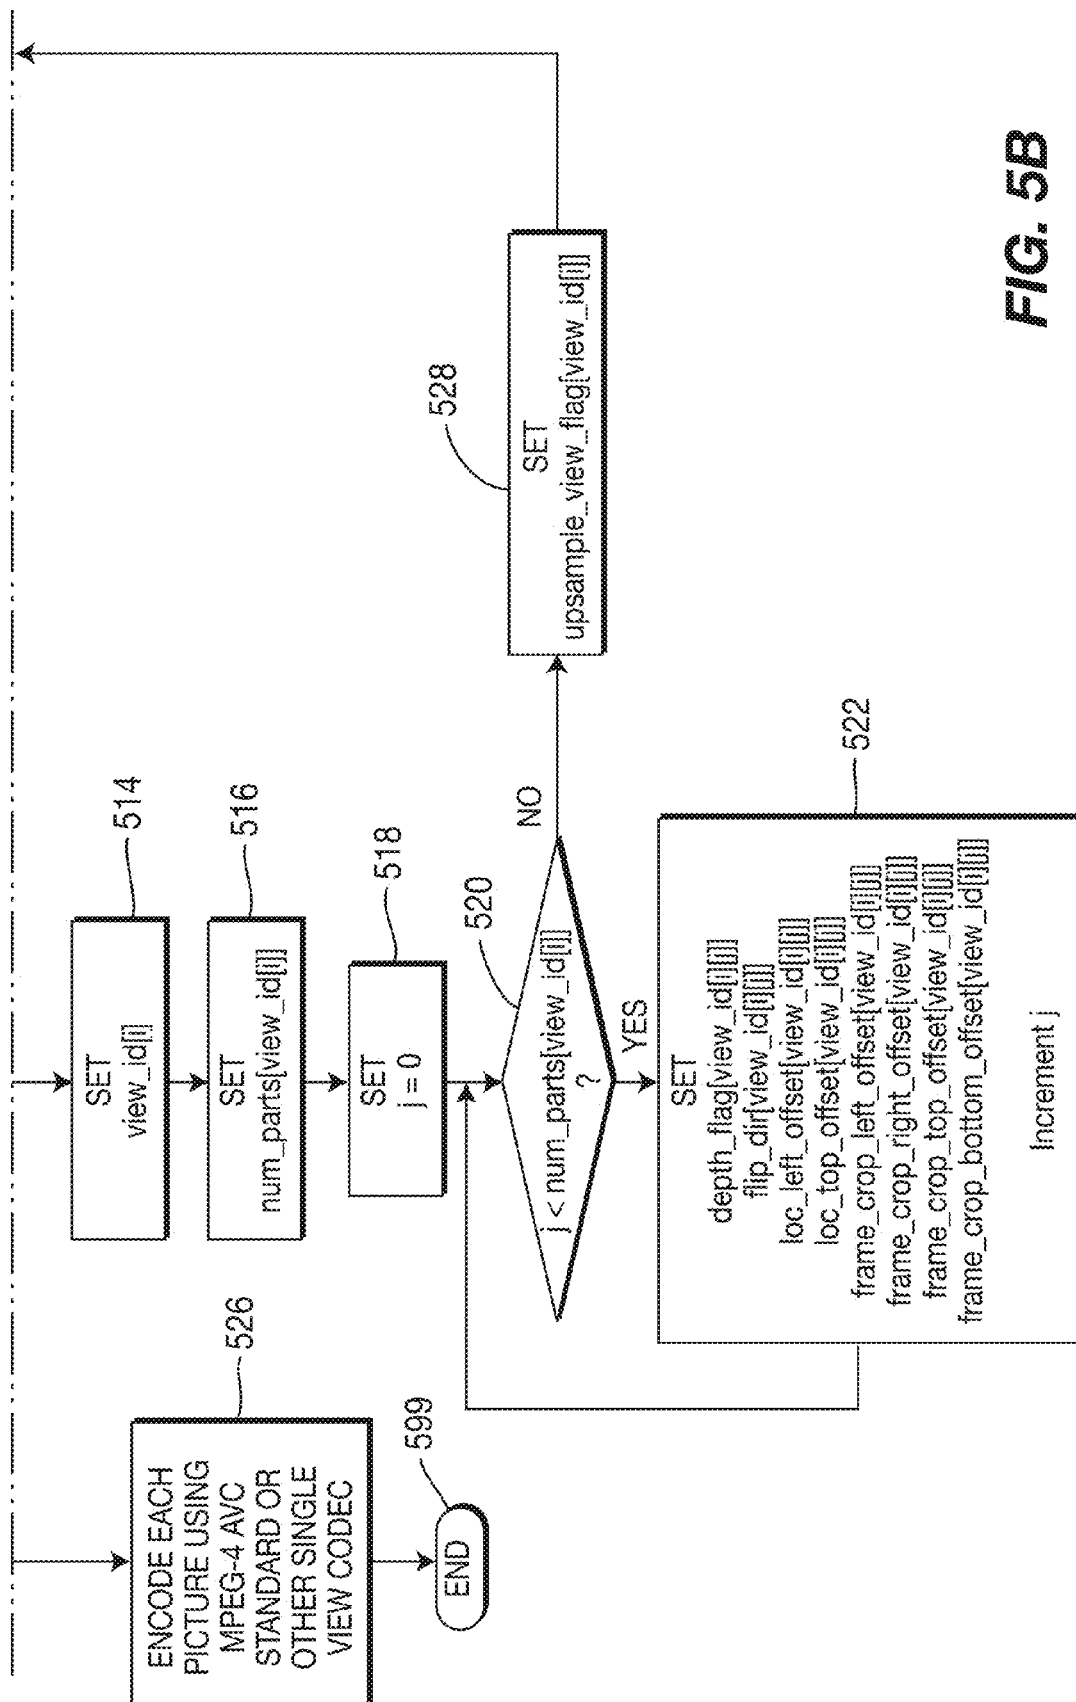 ENCODE EACH
PICTURE USING
MPEG-4 AVC
STANDARD OR
OTHER SINGLE
VIEW CODEC
526
END
599
SET
view_id[i]
514
SET
num_parts[view_id[i]]
516
SET
j = 0
518
j < num_parts[view_id[i]]
?
520
NO
YES
SET
depth_flag[view_id[i][j]]
flip_dir[view_id[i][j]]
loc_left_offset[view_id[i][j]]
loc_top_offset[view_id[i][j]]
frame_crop_left_offset[view_id[i][j]]
frame_crop_right_offset[view_id[i][j]]
frame_crop_top_offset[view_id[i][j]]
frame_crop_bottom_offset[view_id[i][j]]
Increment j
522
SET
upsample_view_flag[view_id[i]]
528
FIG. 5B